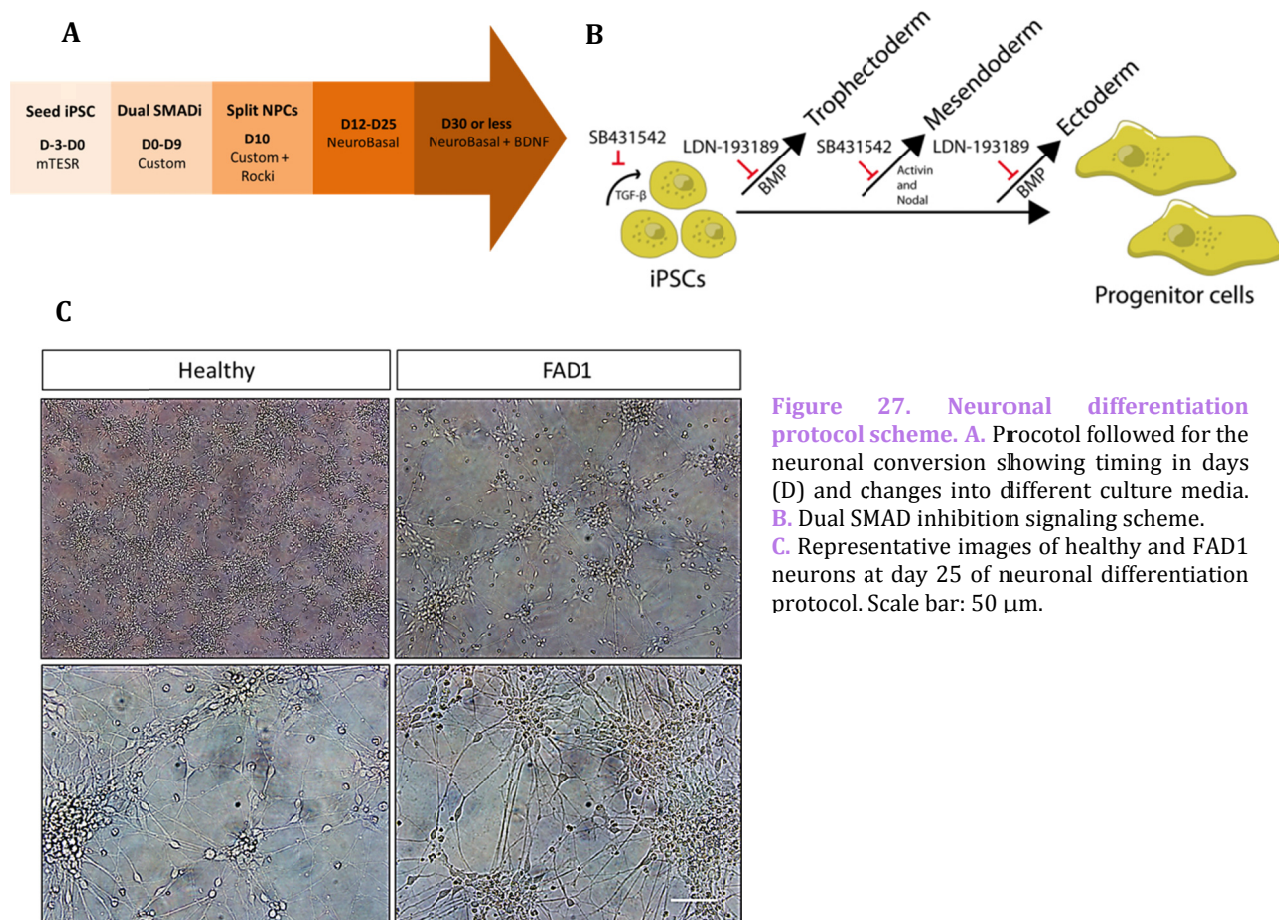 A
Seed iPSC
D-3-D0
mTESR
Dual SMADi
D0-D9
Custom
Split NPCs
D10
Custom +
Rocki
D12-D25
NeuroBasal
D30 or less
NeuroBasal + BDNF
B
SB431542
TGF-β
iPSCs
LDN-193189
BMP
Trophectoderm
SB431542
Activin
and
Nodal
Mesendoderm
LDN-193189
BMP
Ectoderm
Progenitor cells
C
Healthy
FAD1
Figure 27. Neuronal differentiation
protocol scheme. A. Procotol followed for the
neuronal conversion showing timing in days
(D) and changes into different culture media.
B. Dual SMAD inhibition signaling scheme.
C. Representative images of healthy and FAD1
neurons at day 25 of neuronal differentiation
protocol. Scale bar: 50 µm.